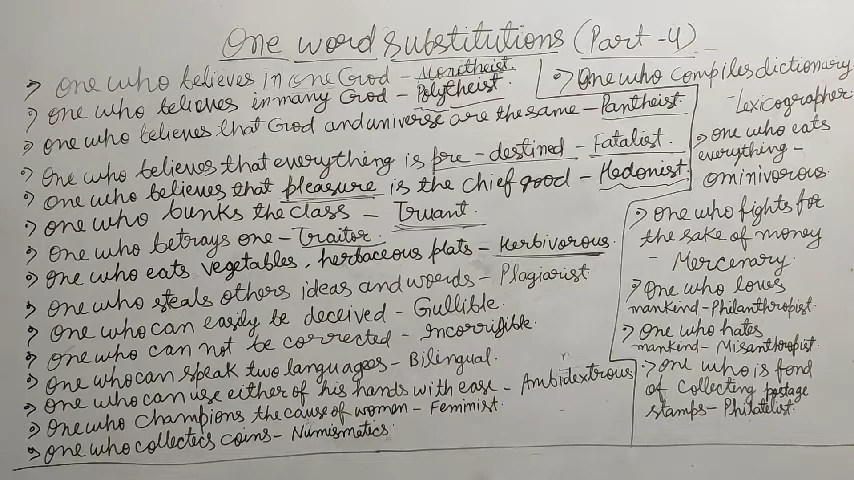 One word substitutions (Part-4)
One who believes in one God - Monotheist.
One who believes in many God - Polytheist.
One who believes that God and universe are the same - Pantheist.
One who believes that everything is pre-destined - Fatalist.
One who believes that pleasure is the chief good - Hedonist.
One who bunks the class - Truant.
One who betrays one - Traitor.
One who eats vegetables, herbaceous plats - Herbivorous.
One who steals others ideas and words - Plagiarist
One who can easily be deceived - Gullible.
One who can not be corrected - Incorrigible.
One who can speak two languages - Bilingual.
One who can use either of his hands with ease - Ambidextrous
One who champions the cause of women - Feminist.
One who collectics coins - Numismatics.
One who compiles dictionary
- Lexicographer.
One who eats
everything -
Ominivorous.
One who fights for
the sake of money
- Mercenary.
One who loves
mankind - Philanthropist.
One who hates
mankind - Misanthropist.
One who is fond
of collecting postage
stamps - Philatelist.